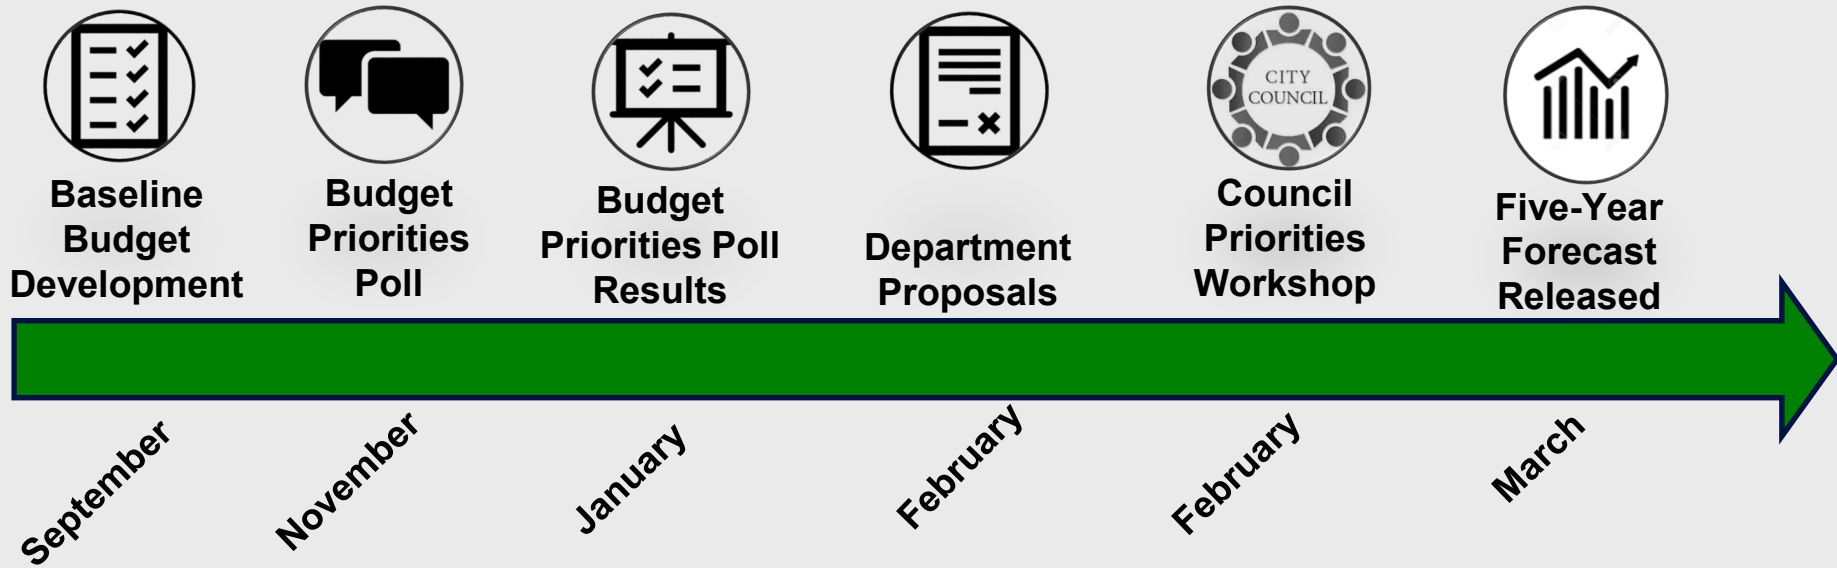 CITY
COUNCIL
Baseline
Budget
Development
Budget
Priorities
Poll
Budget
Priorities Poll
Results
Department
Proposals
Council
Priorities
Workshop
Five-Year
Forecast
Released
September
November
January
February
February
March